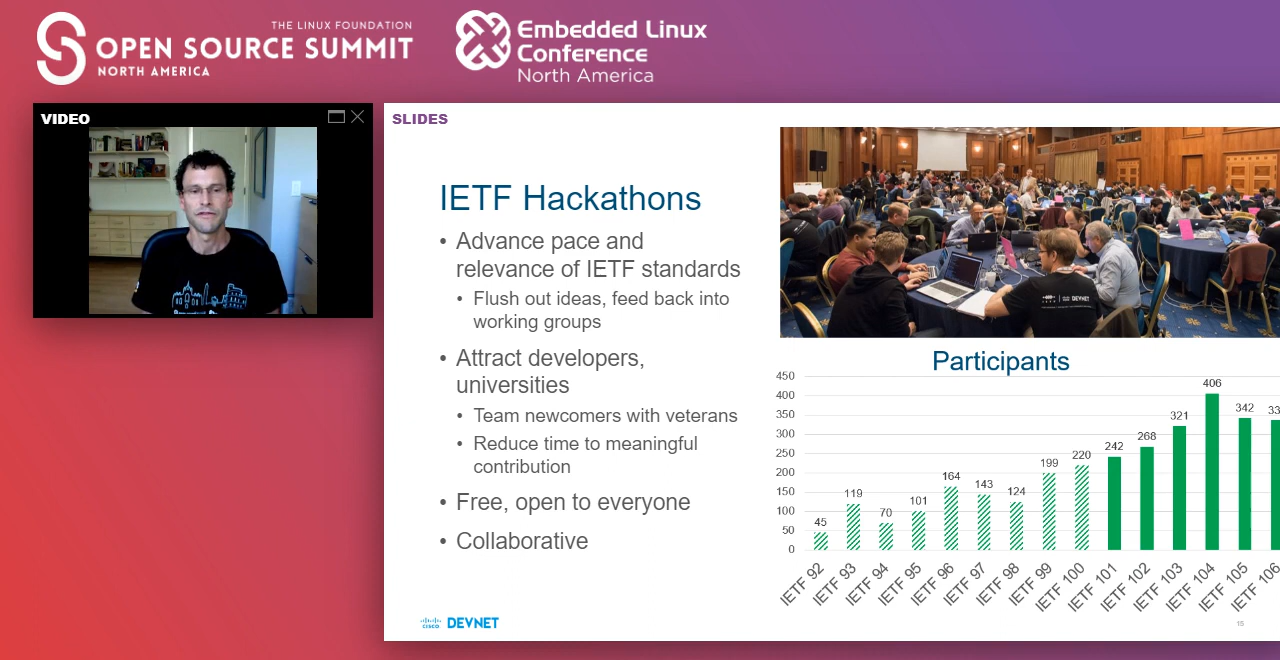 THE LINUX FOUNDATION
OPEN SOURCE SUMMIT
NORTH AMERICA
Embedded Linux
Conference
North America
VIDEO
SLIDES
IETF Hackathons
• Advance pace and
relevance of IETF standards
• Flush out ideas, feed back into
working groups
• Attract developers,
universities
• Team newcomers with veterans
• Reduce time to meaningful
contribution
• Free, open to everyone
• Collaborative
DEVNET
Participants
450
400
350
300
250
200
150
100
50
0
45
119
70
101
164
143
124
199
220
242
268
321
406
342
33
IETF 92
IETF 93
IETF 94
IETF 95
IETF 96
IETF 97
IETF 98
IETF 99
IETF 100
IETF 101
IETF 102
IETF 103
IETF 104
IETF 105
IETF 106
CISCO DEVNET
15